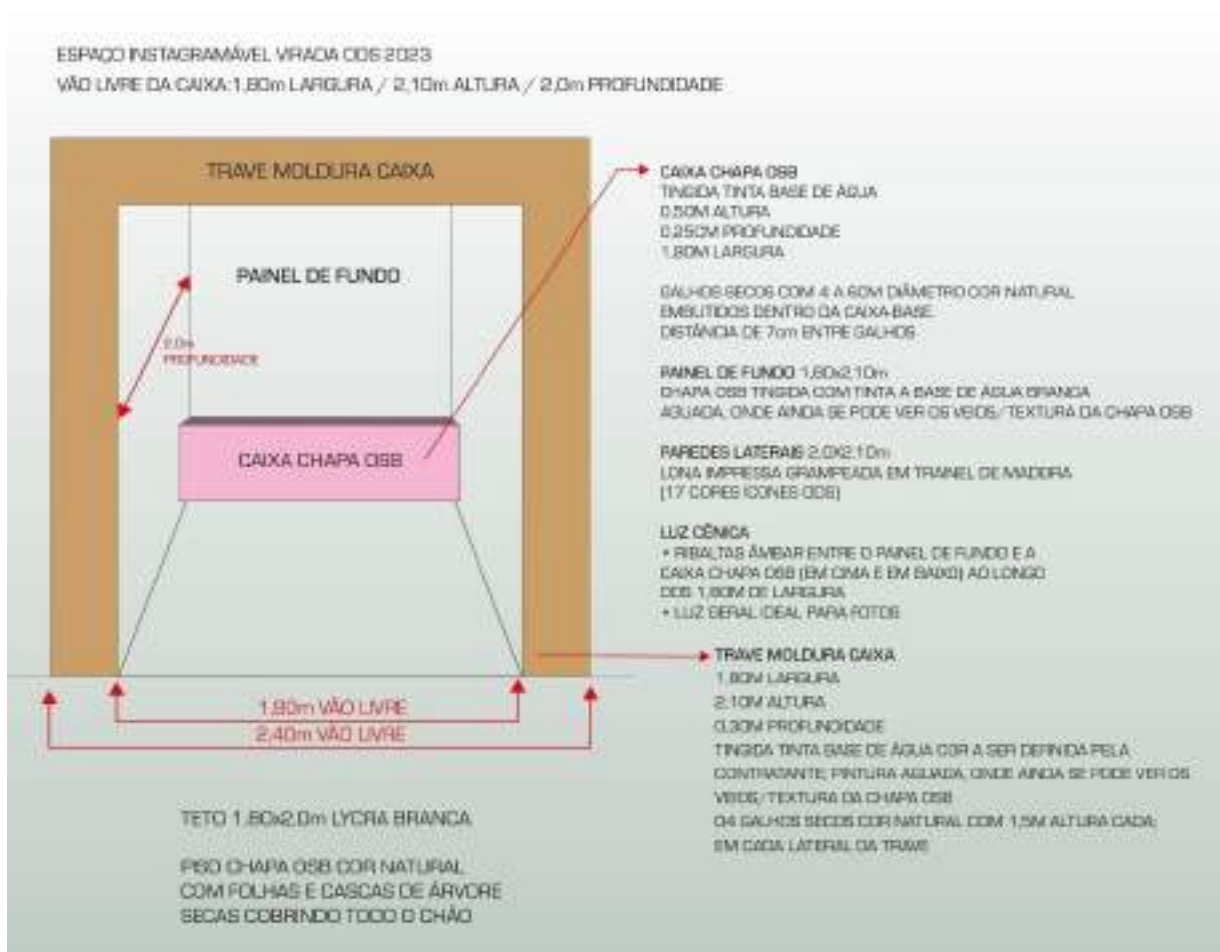 ESPAÇO INSTAGRAMÁVEL VIRADA ODS 2023
VÃO LIVRE DA CAIXA:1,80m LARGURA / 2,10m ALTURA / 2,0m PROFUNDIDADE
TRAVE MOLDURA CAIXA
PAINEL DE FUNDO
2,0m
PROFUNDIDADE
CAIXA CHAPA OSB
1,80m VÃO LIVRE
2,40m VÃO LIVRE
TETO 1.80x2,0m LYCRA BRANCA
PISO CHAPA OSB COR NATURAL
COM FOLHAS E CASCAS DE ÁRVORE
SECAS COBRINDO TODO O CHÃO
CAIXA CHAPA OSB
TINGIDA TINTA BASE DE ÁGUA
0,50M ALTURA
0,25CM PROFUNDIDADE
1,80M LARGURA
GALHOS SECOS COM 4 A DIÂMETRO COR NATURAL
EMBUTIDOS DENTRO DA CAIXA-BASE.
DISTÂNCIA DE 7cm ENTRE GALHOS
PAINEL DE FUNDO 1,80x2,10m
CHAPA OSB TINGIDA COM TINTA A BASE DE ÁGUA BRANCA
AGUADA, ONDE AINDA SE PODE VER OS VEIOS/TEXTURA DA CHAPA OSB
PAREDES LATERAIS 2,0X2,10m
LONA IMPRESSA GRAMPEADA EM TRAINEL DE
(17 CORES ÍCONES ODS)
LUZ CÊNICA
• RIBALTAS ÂMBAR ENTRE O PAINEL DE FUNDO E A
CAIXA CHAPA OSB (EM CIMA E EM BAIXO) AO LONGO
DOS 1,80M DE LARGURA
• LUZ GERAL IDEAL PARA FOTOS
TRAVE MOLDURA CAIXA
1,80M LARGURA
2,10M ALTURA
0,30M PROFUNDIDADE
TINGIDA TINTA BASE DE ÁGUA COR A SER DEFINIDA PELA
CONTRATANTE; PINTURA AGUADA, ONDE AINDA SE PODE VER OS
VEIOS/TEXTURA DA CHAPA OSB
04 GALHOS SECOS COR NATURAL COM 1,5M ALTURA CADA;
EM CADA LATERAL DA TRAVE